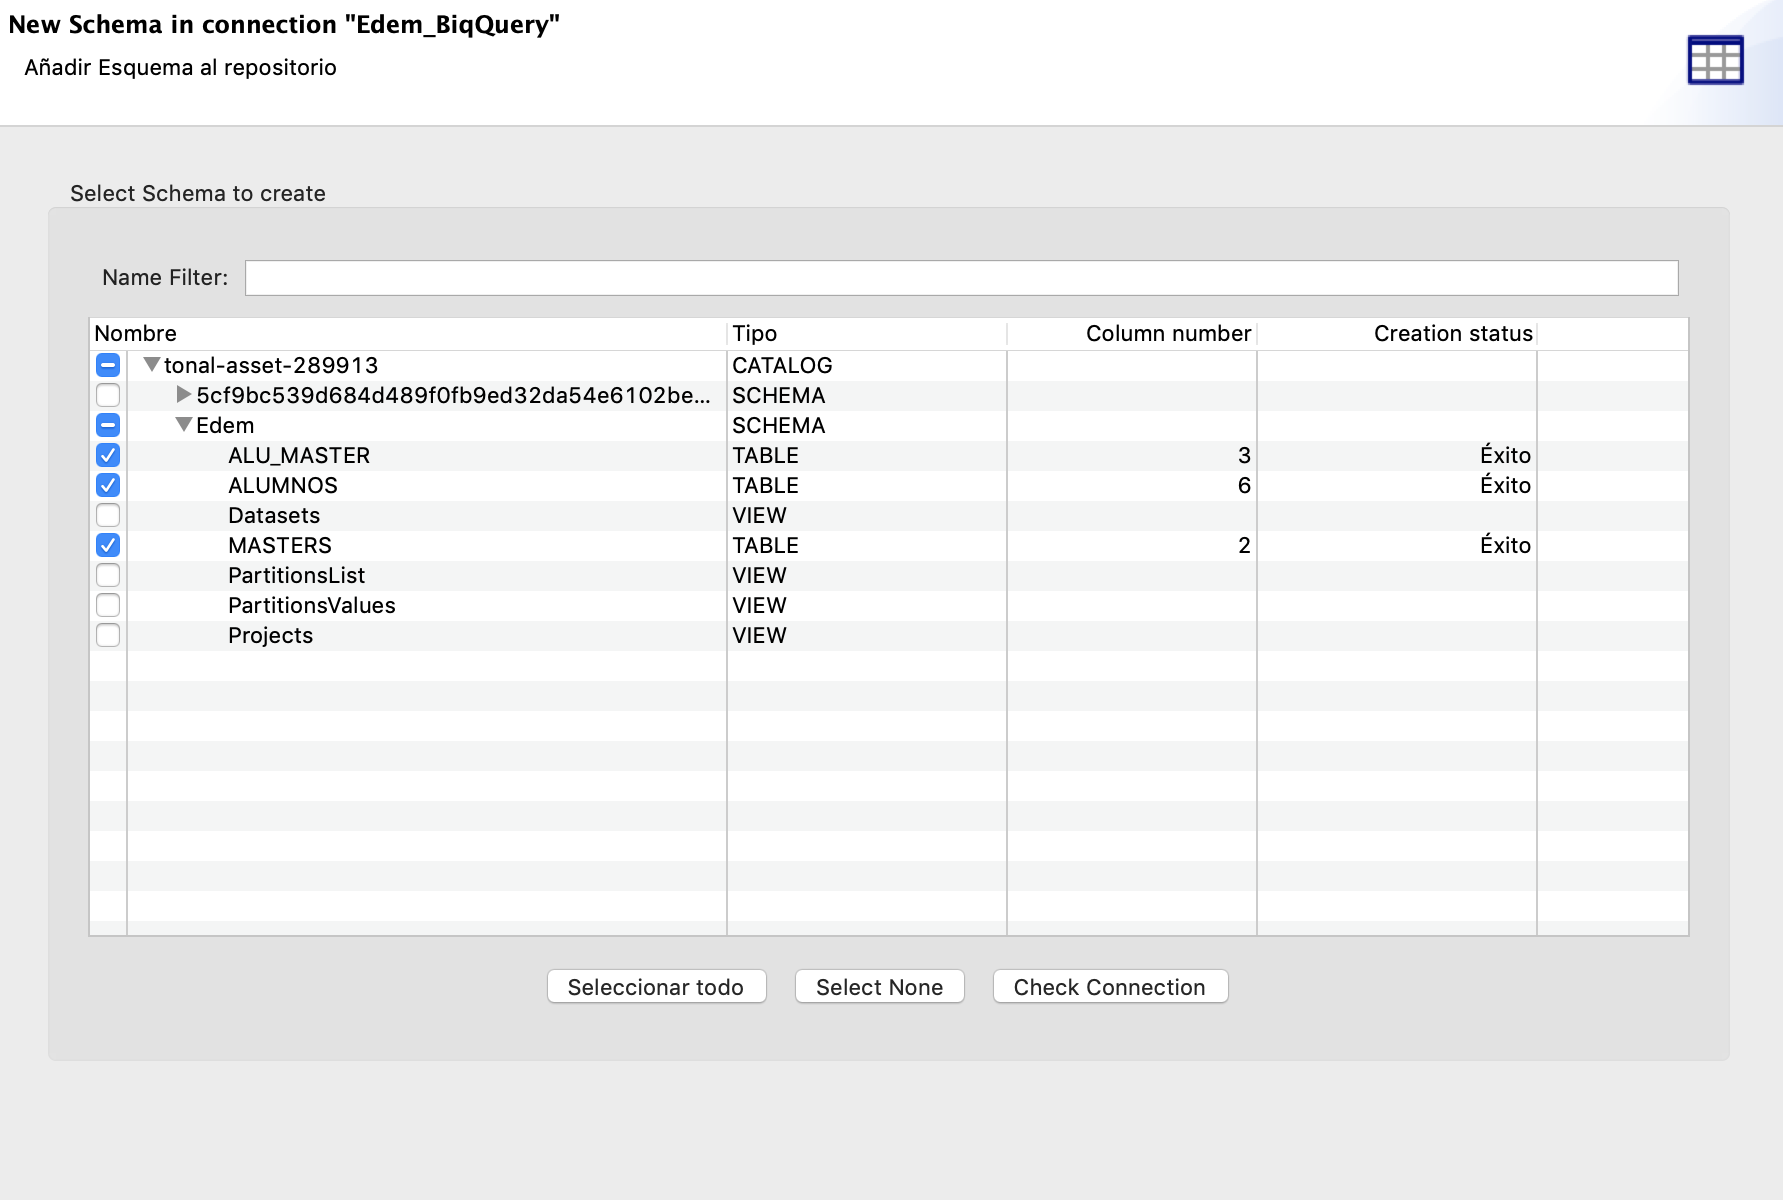 New Schema in connection "Edem_BiqQuery"
Añadir Esquema al repositorio
Select Schema to create
Name Filter:
Nombre Tipo Column number Creation status
tonal-asset-289913 CATALOG
5cf9bc539d684d489f0fb9ed32da54e6102be... SCHEMA
Edem SCHEMA
ALU_MASTER TABLE 3 Éxito
ALUMNOS TABLE 6 Éxito
Datasets VIEW
MASTERS TABLE 2 Éxito
PartitionsList VIEW
PartitionsValues VIEW
Projects VIEW
Seleccionar todo Select None Check Connection